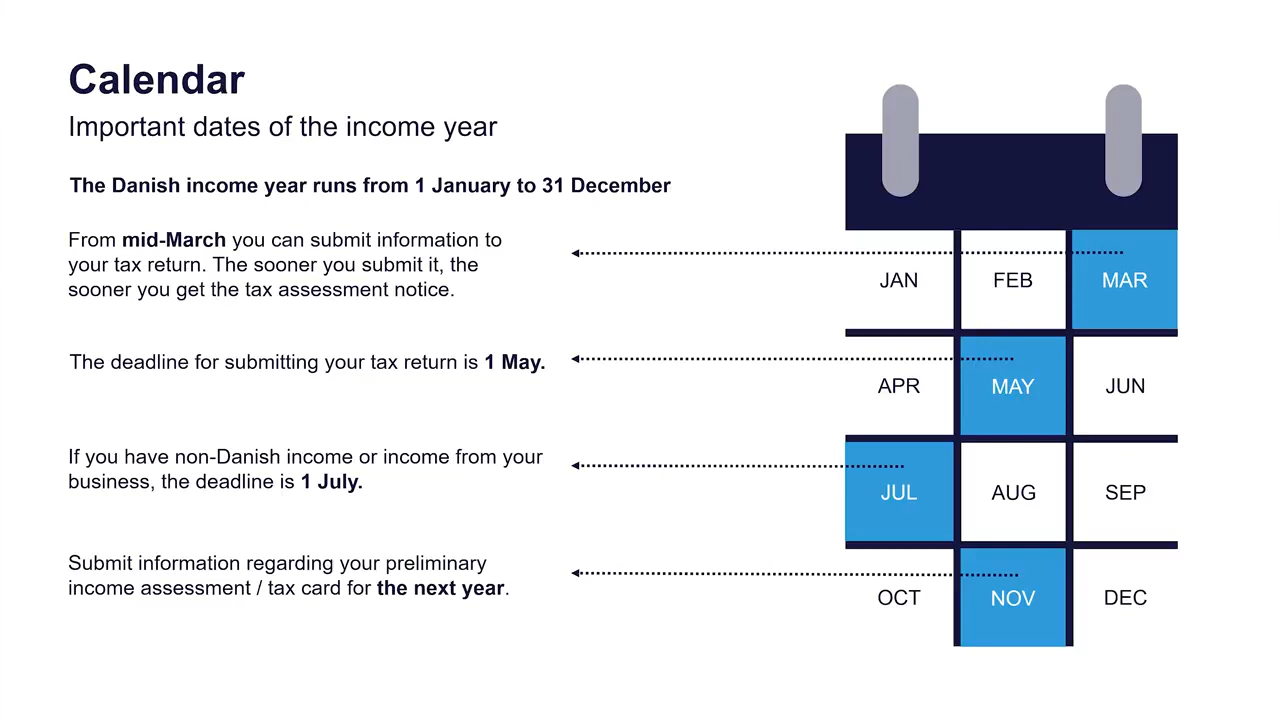 Calendar
Important dates of the income year
The Danish income year runs from 1 January to 31 December
From mid-March you can submit information to
your tax return. The sooner you submit it, the
sooner you get the tax assessment notice.
The deadline for submitting your tax return is 1 May.
If you have non-Danish income or income from your
business, the deadline is 1 July.
Submit information regarding your preliminary
income assessment / tax card for the next year.
JAN FEB MAR
APR MAY JUN
JUL AUG SEP
OCT NOV DEC